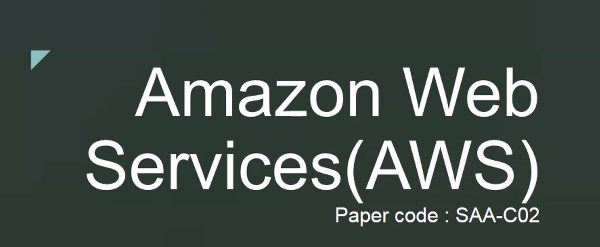 Amazon Web
Services(AWS)
Paper code : SAA-C02